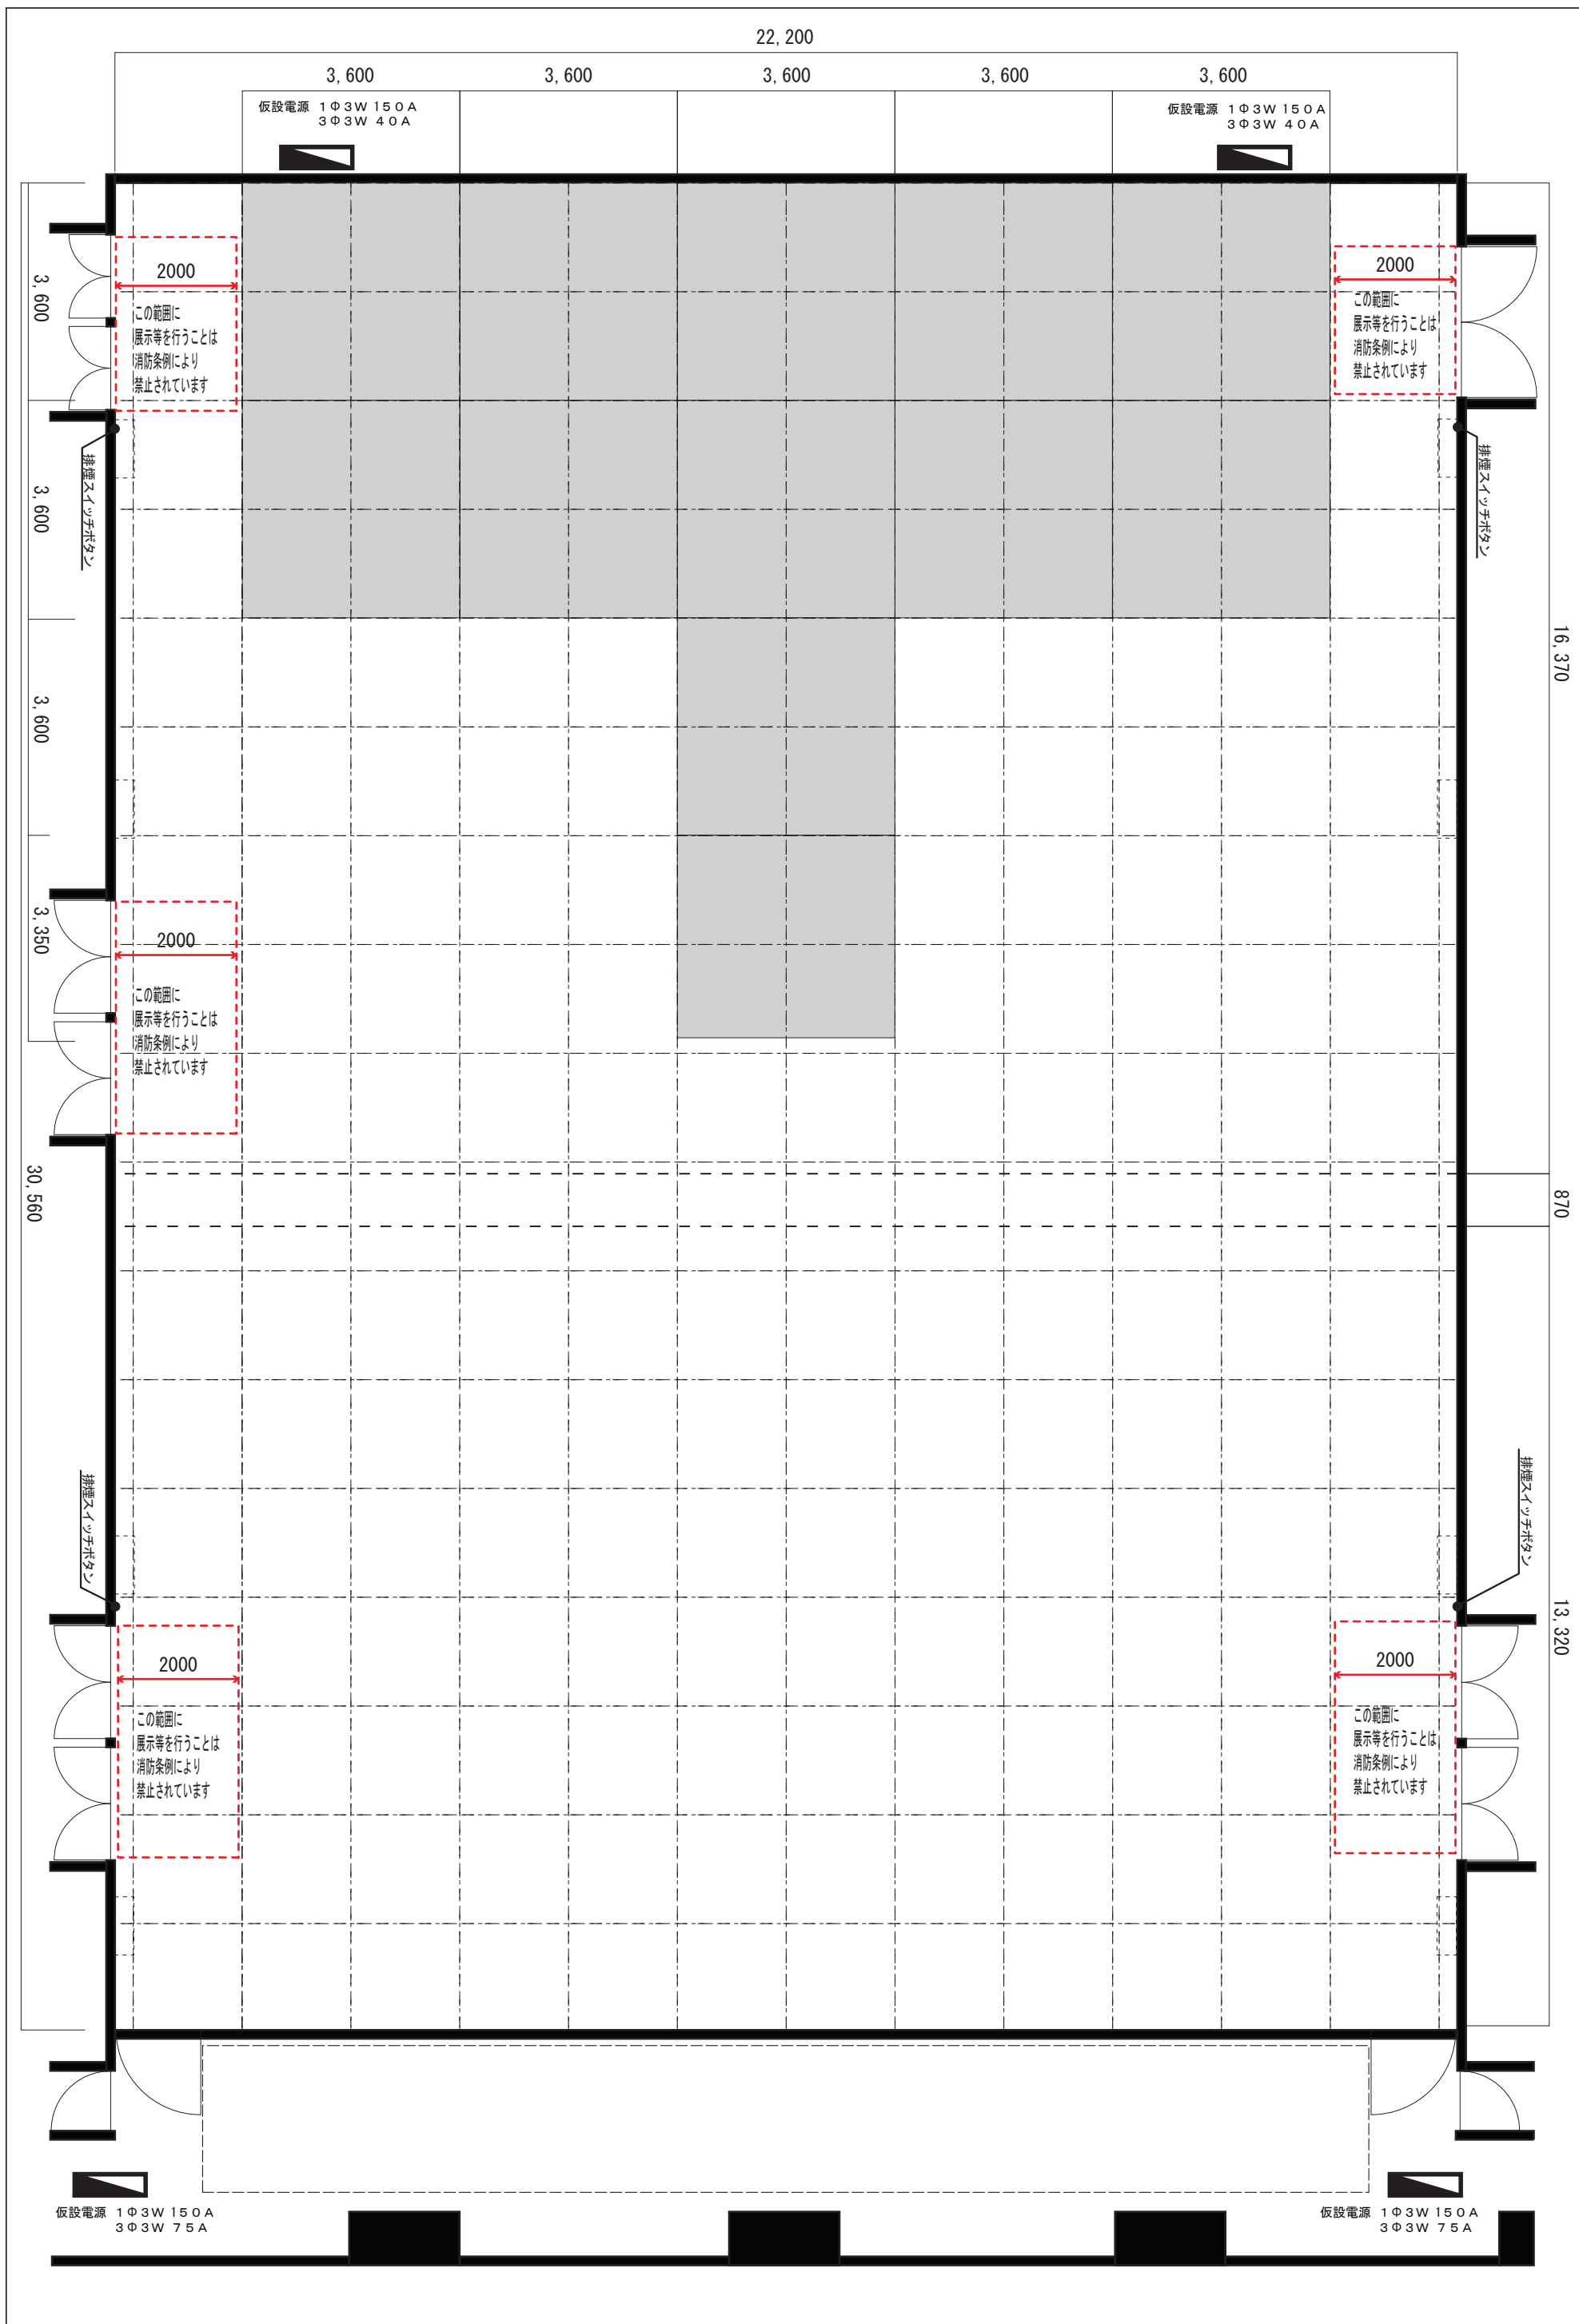 22,200
3,600
3,600
3,600
3,600
3,600
仮設電源 1Φ3W 150A
3Φ3W 40A
仮設電源 1Φ3W 150A
3Φ3W 40A
3,600
2000
この範囲に
展示等を行うことは
消防条例により
禁止されています
2000
この範囲に
展示等を行うことは
消防条例により
禁止されています
排煙スイッチボタン
排煙スイッチボタン
3,600
16,370
3,600
3,350
2000
この範囲に
展示等を行うことは
消防条例により
禁止されています
30,560
870
排煙スイッチボタン
排煙スイッチボタン
13,320
2000
この範囲に
展示等を行うことは
消防条例により
禁止されています
2000
この範囲に
展示等を行うことは
消防条例により
禁止されています
仮設電源 1Φ3W 150A
3Φ3W 75A
仮設電源 1Φ3W 150A
3Φ3W 75A